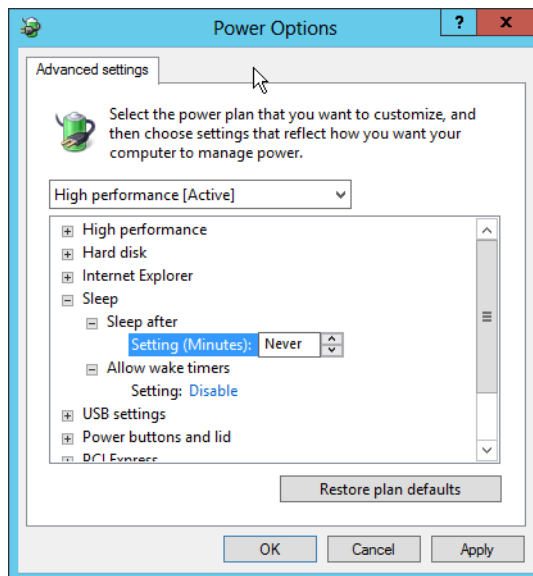 Power Options
?
x
Advanced settings
Select the power plan that you want to customize, and
then choose settings that reflect how you want your
computer to manage power.
High performance [Active]
High performance
Hard disk
Internet Explorer
Sleep
Sleep after
Setting (Minutes): Never
Allow wake timers
Setting: Disable
USB settings
Power buttons and lid
PCI Express
Restore plan defaults
OK Cancel Apply